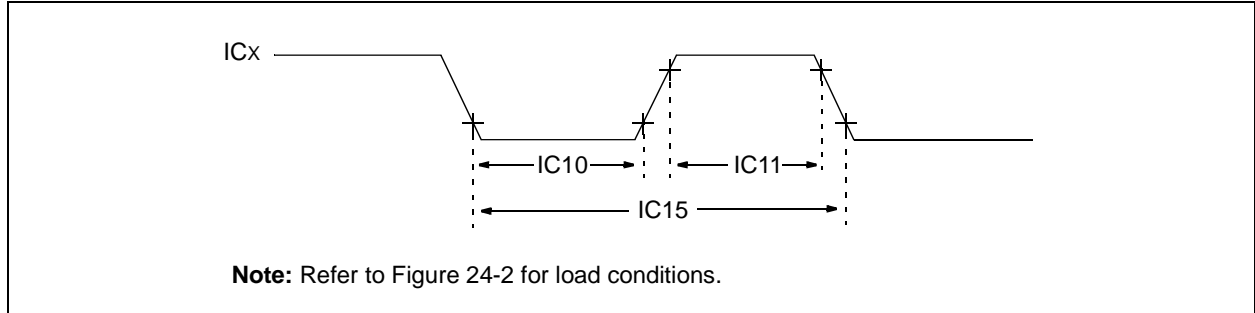 ICX
IC10
IC11
IC15
Note: Refer to Figure 24-2 for load conditions.